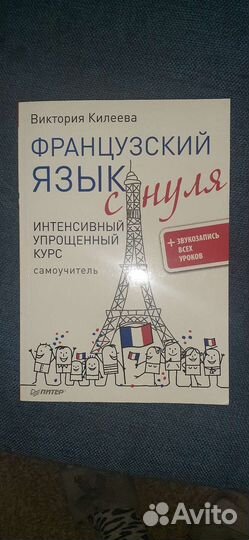 Виктория Килеева
ФРАНЦУЗСКИЙ
ЯЗЫК
с нуля
ИНТЕНСИВНЫЙ
УПРОЩЕННЫЙ
КУРС
самоучитель
+ ЗВУКОЗАПИСЬ
ВСЕХ
УРОКОВ
ПИТЕР
Avito